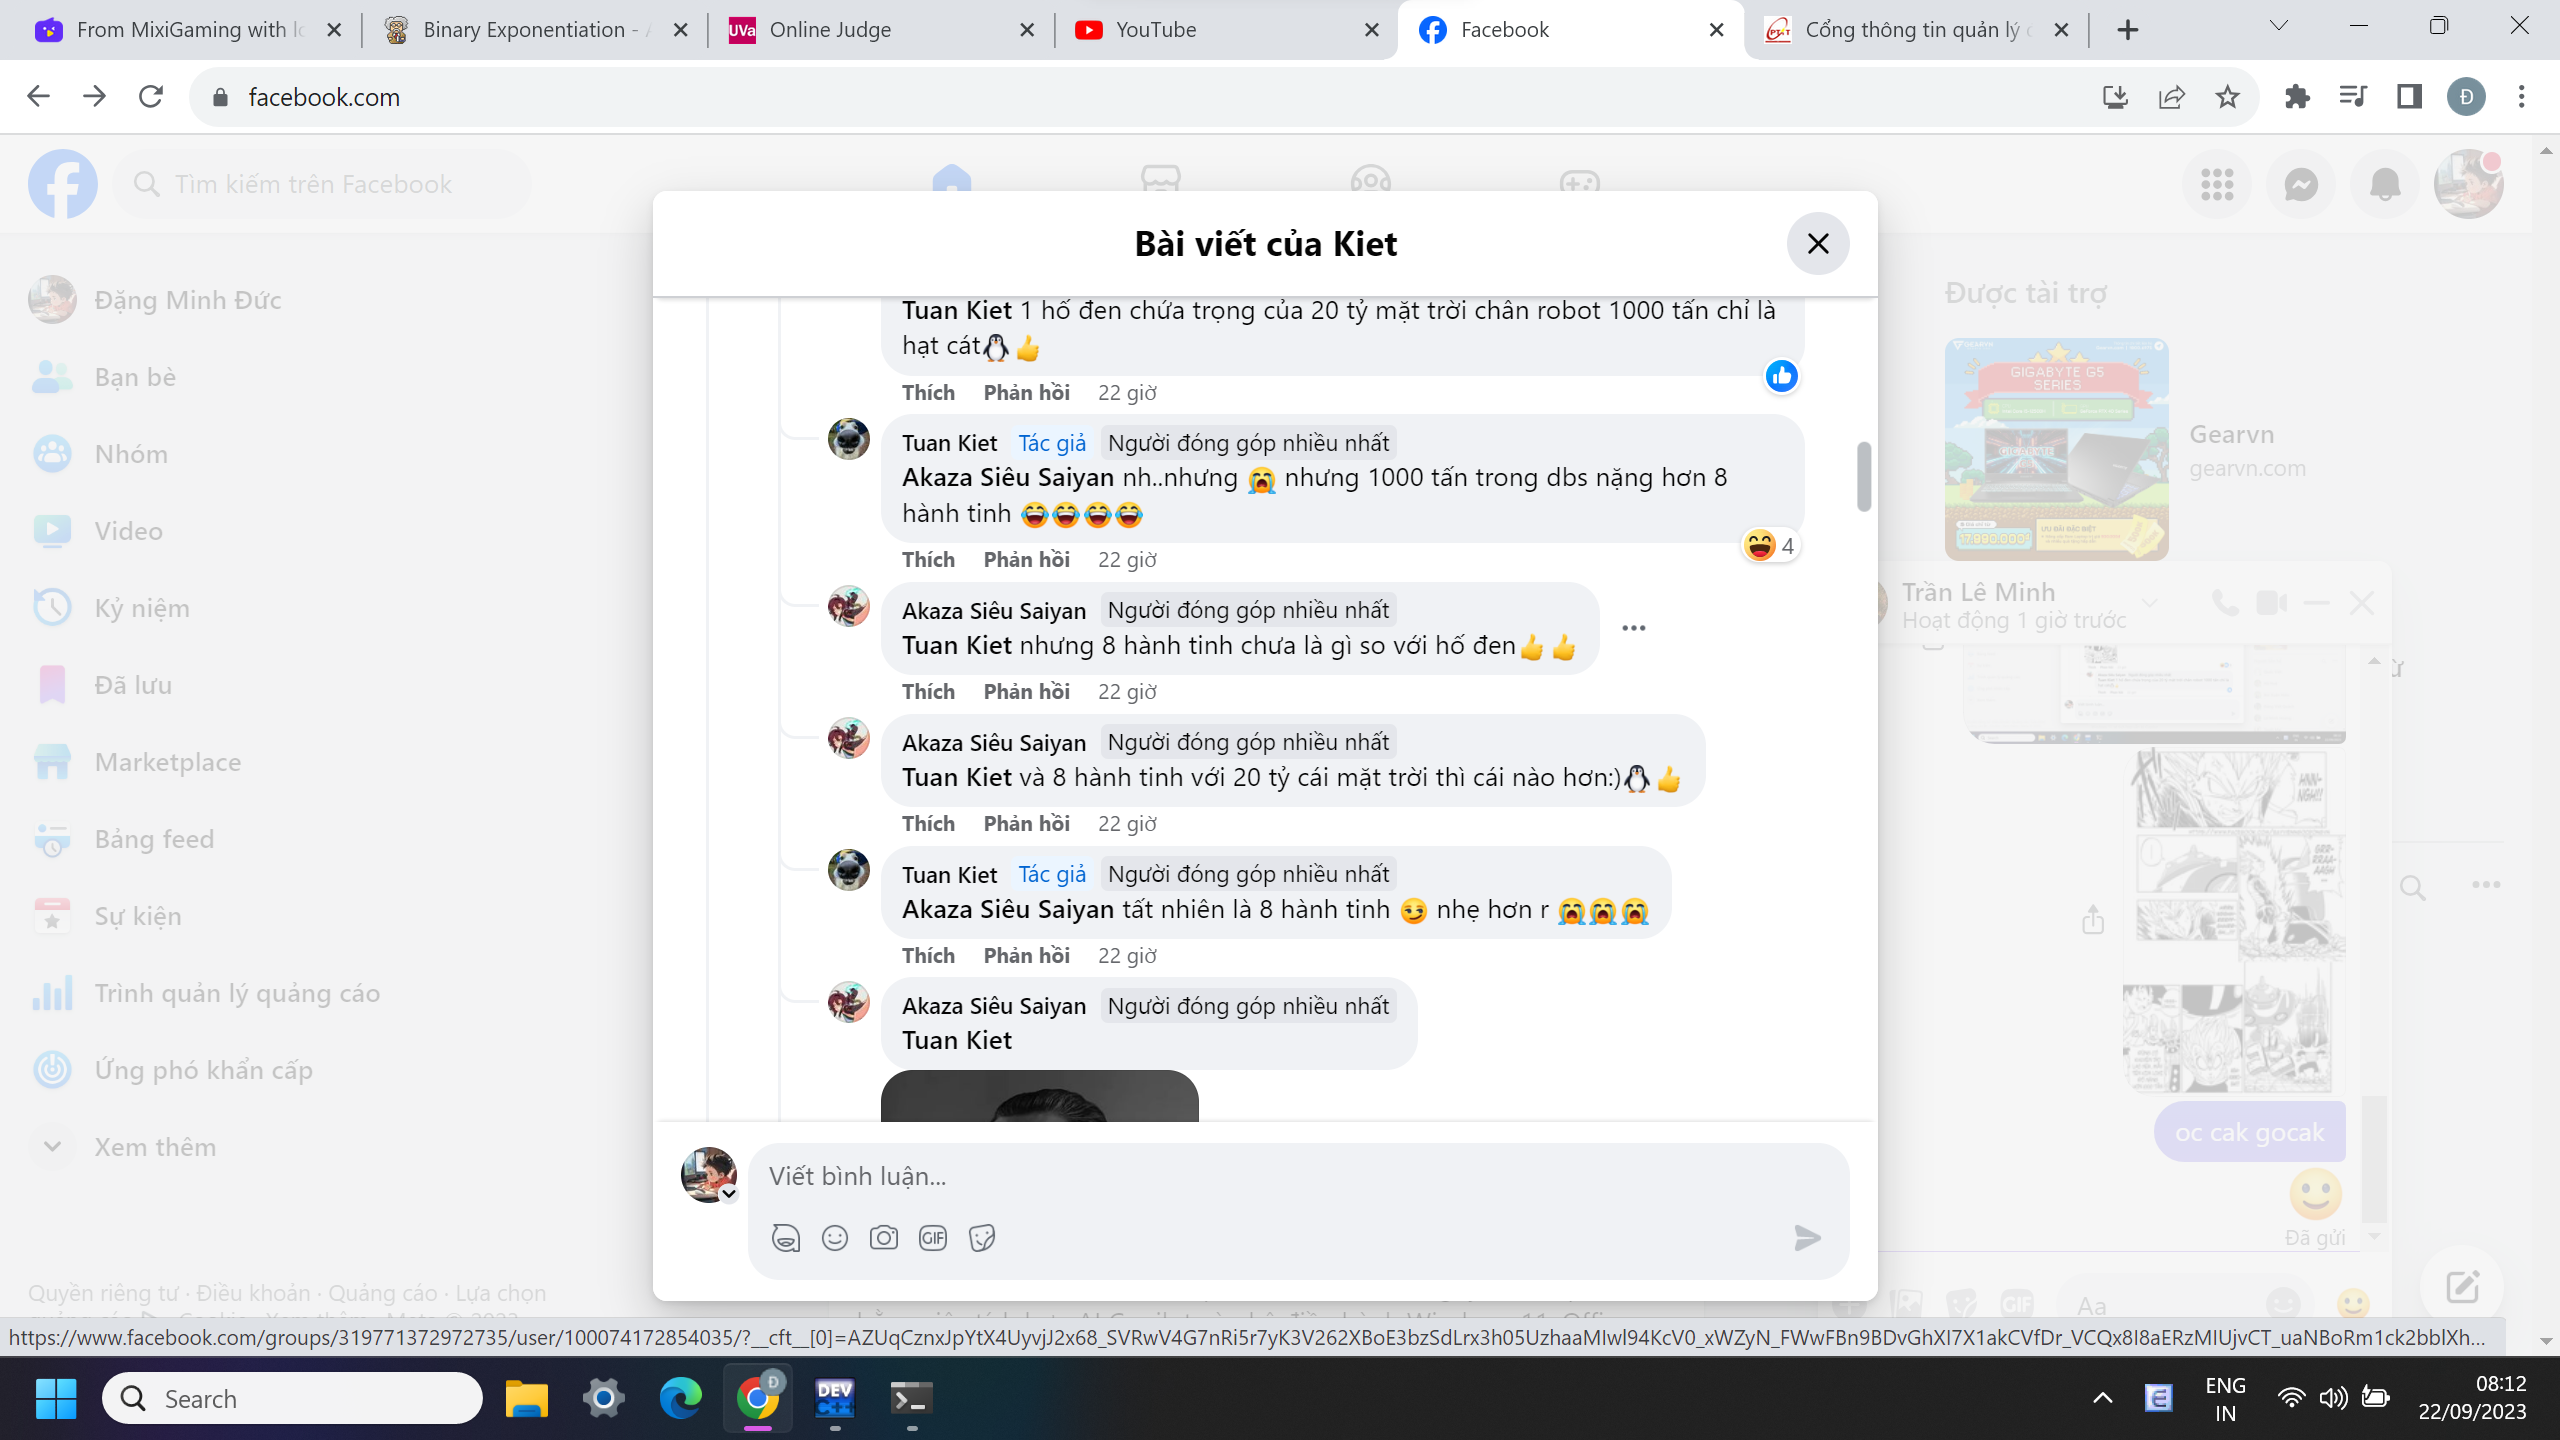 From MixiGaming with lo
Binary Exponentiation - A
UVa
Online Judge
YouTube
Facebook
Cổng thông tin quản lý c
facebook.com
Đ
Tìm kiếm trên Facebook
Đặng Minh Đức
Bạn bè
Nhóm
Video
Kỷ niệm
Đã lưu
Marketplace
Bảng feed
Sự kiện
Trình quản lý quảng cáo
Ứng phó khẩn cấp
Xem thêm
Quyền riêng tư · Điều khoản · Quảng cáo · Lựa chọn
Bài viết của Kiet
Tuan Kiet 1 hố đen chứa trọng của 20 tỷ mặt trời chân robot 1000 tấn chỉ là
hạt cát🐧👍
Thích Phản hồi 22 giờ
Tuan Kiet Tác giả Người đóng góp nhiều nhất
Akaza Siêu Saiyan nh..nhưng 😭 nhưng 1000 tấn trong dbs nặng hơn 8
hành tinh 😂😂😂😂
4
Thích Phản hồi 22 giờ
Akaza Siêu Saiyan Người đóng góp nhiều nhất
Tuan Kiet nhưng 8 hành tinh chưa là gì so với hố đen👍👍
Thích Phản hồi 22 giờ
Akaza Siêu Saiyan Người đóng góp nhiều nhất
Tuan Kiet và 8 hành tinh với 20 tỷ cái mặt trời thì cái nào hơn:)🐧👍
Thích Phản hồi 22 giờ
Tuan Kiet Tác giả Người đóng góp nhiều nhất
Akaza Siêu Saiyan tất nhiên là 8 hành tinh 😏 nhẹ hơn r 😭😭😭
Thích Phản hồi 22 giờ
Akaza Siêu Saiyan Người đóng góp nhiều nhất
Tuan Kiet
Viết bình luận...
GIF
Được tài trợ
GIGABYTE G5
SERIES
Gearvn
gearvn.com
Trần Lê Minh
Hoạt động 1 giờ trước
oc cak gocak
Đã gửi
GIF
Aa
https://www.facebook.com/groups/319771372972735/user/100074172854035/?__cft__[0]=AZUqCznxJpYtX4UyvjJ2x68_SVRwV4G7nRi5r7yK3V262XBoE3bzSdLrx3h05UzhaaMIwl94KcV0_xWZyN_FWwFBn9BDvGhXI7X1akCVfDr_VCQx8I8aERzMIUjvCT_uaNBoRm1ck2bblXh...
Search
DEV
C++
ENG
IN
08:12
22/09/2023